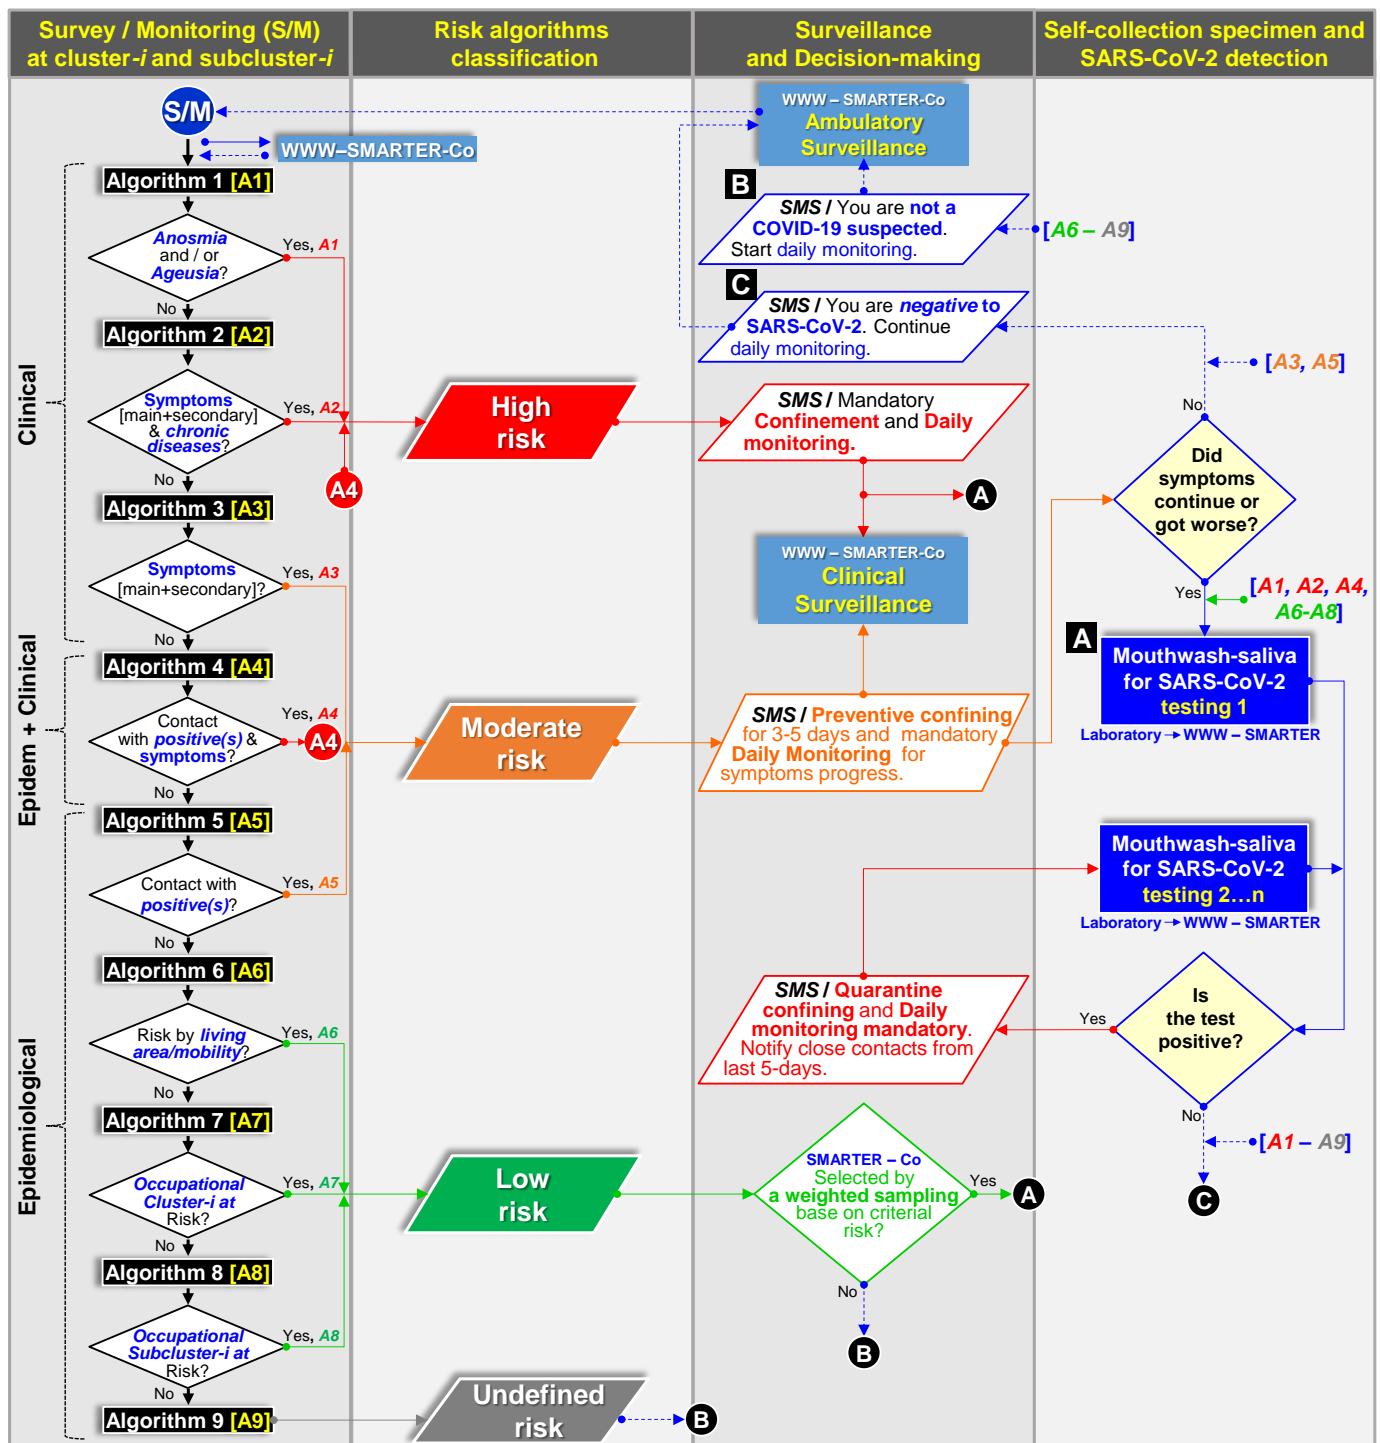 Survey / Monitoring (S/M)
at cluster-i and subcluster-i
Risk algorithms
classification
Surveillance
and Decision-making
Self-collection specimen and
SARS-CoV-2 detection
S/M
WWW–SMARTER-Co
Clinical
Epidem + Clinical
Epidemiological
Algorithm 1 [A1]
Anosmia
and / or
Ageusia?
Yes, A1
No
Algorithm 2 [A2]
Symptoms
[main+secondary]
& chronic
diseases?
Yes, A2
No
A4
Algorithm 3 [A3]
Symptoms
[main+secondary]?
Yes, A3
No
Algorithm 4 [A4]
Contact
with positive(s) &
symptoms?
Yes, A4
A4
No
Algorithm 5 [A5]
Contact with
positive(s)?
Yes, A5
No
Algorithm 6 [A6]
Risk by living
area/mobility?
Yes, A6
No
Algorithm 7 [A7]
Occupational
Cluster-i at
Risk?
Yes, A7
No
Algorithm 8 [A8]
Occupational
Subcluster-i at
Risk?
Yes, A8
No
Algorithm 9 [A9]
High
risk
Moderate
risk
Low
risk
Undefined
risk
B
WWW – SMARTER-Co
Ambulatory
Surveillance
B
SMS / You are not a
COVID-19 suspected.
Start daily monitoring.
C
SMS / You are negative to
SARS-CoV-2. Continue
daily monitoring.
SMS / Mandatory
Confinement and Daily
monitoring.
A
WWW – SMARTER-Co
Clinical
Surveillance
SMS / Preventive confining
for 3-5 days and mandatory
Daily Monitoring for
symptoms progress.
SMS / Quarantine
confining and Daily
monitoring mandatory.
Notify close contacts from
last 5-days.
SMARTER – Co
Selected by
a weighted sampling
base on criterial
risk?
Yes
A
No
B
[A6 – A9]
[A3, A5]
No
Did
symptoms
continue or
got worse?
Yes
[A1, A2, A4,
A6-A8]
A
Mouthwash-saliva
for SARS-CoV-2
testing 1
Laboratory → WWW – SMARTER
Mouthwash-saliva
for SARS-CoV-2
testing 2…n
Laboratory → WWW – SMARTER
Is
the test
positive?
Yes
No
[A1 – A9]
C